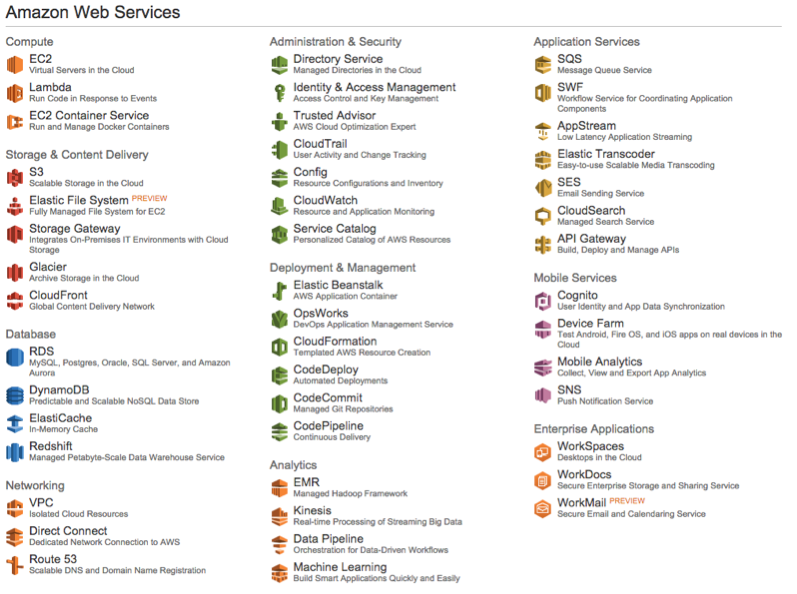 Amazon Web Services
Compute
EC2
Virtual Servers in the Cloud
Lambda
Run Code in Response to Events
EC2 Container Service
Run and Manage Docker Containers
Storage & Content Delivery
S3
Scalable Storage in the Cloud
Elastic File System PREVIEW
Fully Managed File System for EC2
Storage Gateway
Integrates On-Premises IT Environments with Cloud
Storage
Glacier
Archive Storage in the Cloud
CloudFront
Global Content Delivery Network
Database
RDS
MySQL, Postgres, Oracle, SQL Server, and Amazon
Aurora
DynamoDB
Predictable and Scalable NoSQL Data Store
ElastiCache
In-Memory Cache
Redshift
Managed Petabyte-Scale Data Warehouse Service
Networking
VPC
Isolated Cloud Resources
Direct Connect
Dedicated Network Connection to AWS
Route 53
Scalable DNS and Domain Name Registration
Administration & Security
Directory Service
Managed Directories in the Cloud
Identity & Access Management
Access Control and Key Management
Trusted Advisor
AWS Cloud Optimization Expert
CloudTrail
User Activity and Change Tracking
Config
Resource Configurations and Inventory
CloudWatch
Resource and Application Monitoring
Service Catalog
Personalized Catalog of AWS Resources
Deployment & Management
Elastic Beanstalk
AWS Application Container
OpsWorks
DevOps Application Management Service
CloudFormation
Templated AWS Resource Creation
CodeDeploy
Automated Deployments
CodeCommit
Managed Git Repositories
CodePipeline
Continuous Delivery
Analytics
EMR
Managed Hadoop Framework
Kinesis
Real-time Processing of Streaming Big Data
Data Pipeline
Orchestration for Data-Driven Workflows
Machine Learning
Build Smart Applications Quickly and Easily
Application Services
SQS
Message Queue Service
SWF
Workflow Service for Coordinating Application
Components
AppStream
Low Latency Application Streaming
Elastic Transcoder
Easy-to-use Scalable Media Transcoding
SES
Email Sending Service
CloudSearch
Managed Search Service
API Gateway
Build, Deploy and Manage APIs
Mobile Services
Cognito
User Identity and App Data Synchronization
Device Farm
Test Android, Fire OS, and iOS apps on real devices in the
Cloud
Mobile Analytics
Collect, View and Export App Analytics
SNS
Push Notification Service
Enterprise Applications
WorkSpaces
Desktops in the Cloud
WorkDocs
Secure Enterprise Storage and Sharing Service
WorkMail PREVIEW
Secure Email and Calendaring Service